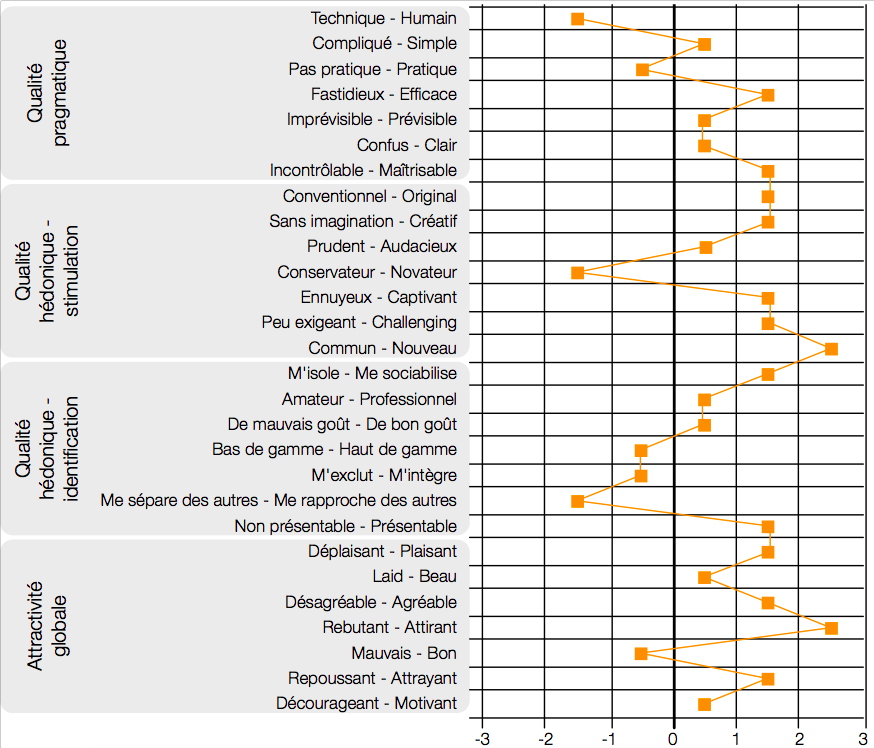 Qualité
pragmatique
Technique - Humain
Compliqué - Simple
Pas pratique - Pratique
Fastidieux - Efficace
Imprévisible - Prévisible
Confus - Clair
Incontrôlable - Maîtrisable
Qualité
hédonique -
stimulation
Conventionnel - Original
Sans imagination - Créatif
Prudent - Audacieux
Conservateur - Novateur
Ennuyeux - Captivant
Peu exigeant - Challenging
Commun - Nouveau
Qualité
hédonique -
identification
M'isole - Me sociabilise
Amateur - Professionnel
De mauvais goût - De bon goût
Bas de gamme - Haut de gamme
M'exclut - M'intègre
Me sépare des autres - Me rapproche des autres
Non présentable - Présentable
Attractivité
globale
Déplaisant - Plaisant
Laid - Beau
Désagréable - Agréable
Rebutant - Attirant
Mauvais - Bon
Repoussant - Attrayant
Décourageant - Motivant
-3 -2 -1 0 1 2 3